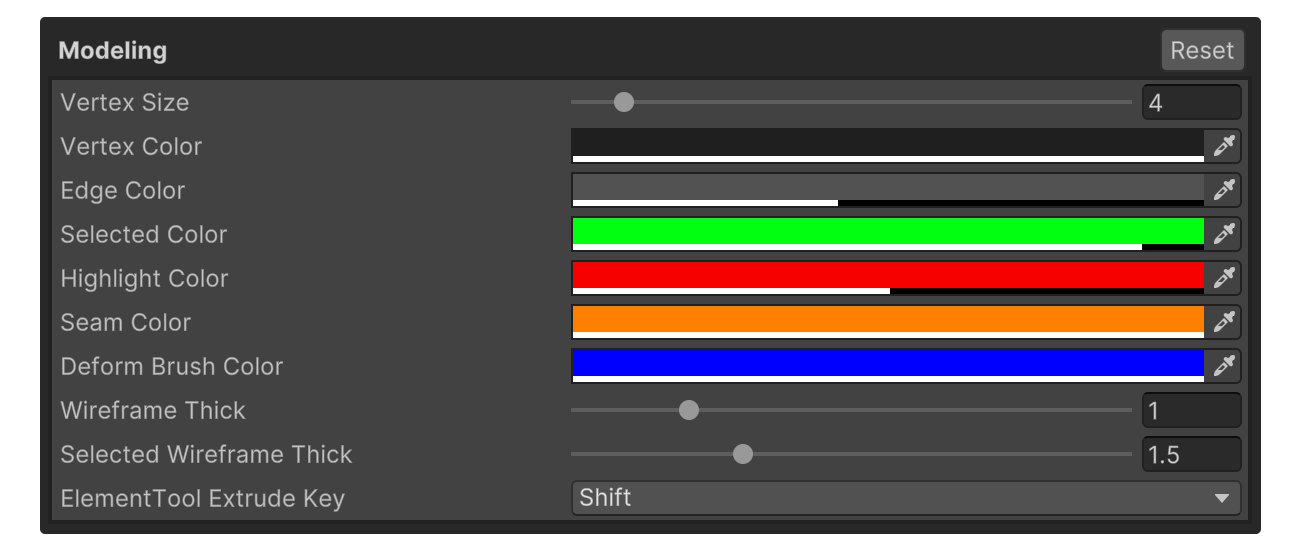 Modeling Reset
Vertex Size 4
Vertex Color
Edge Color
Selected Color
Highlight Color
Seam Color
Deform Brush Color
Wireframe Thick 1
Selected Wireframe Thick 1.5
ElementTool Extrude Key Shift